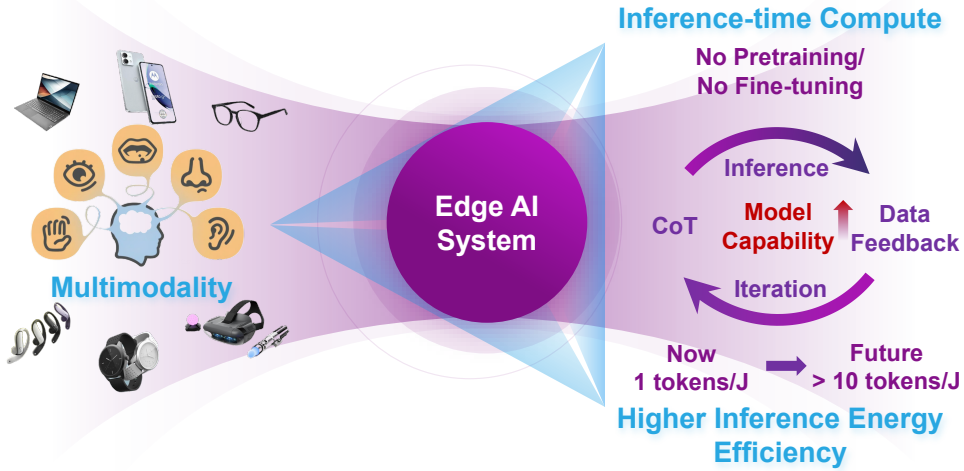 Inference-time Compute
No Pretraining/
No Fine-tuning
Inference
CoT
Model
Capability
Data
Feedback
Iteration
Edge AI
System
Multimodality
Now
1 tokens/J
Future
> 10 tokens/J
Higher Inference Energy
Efficiency